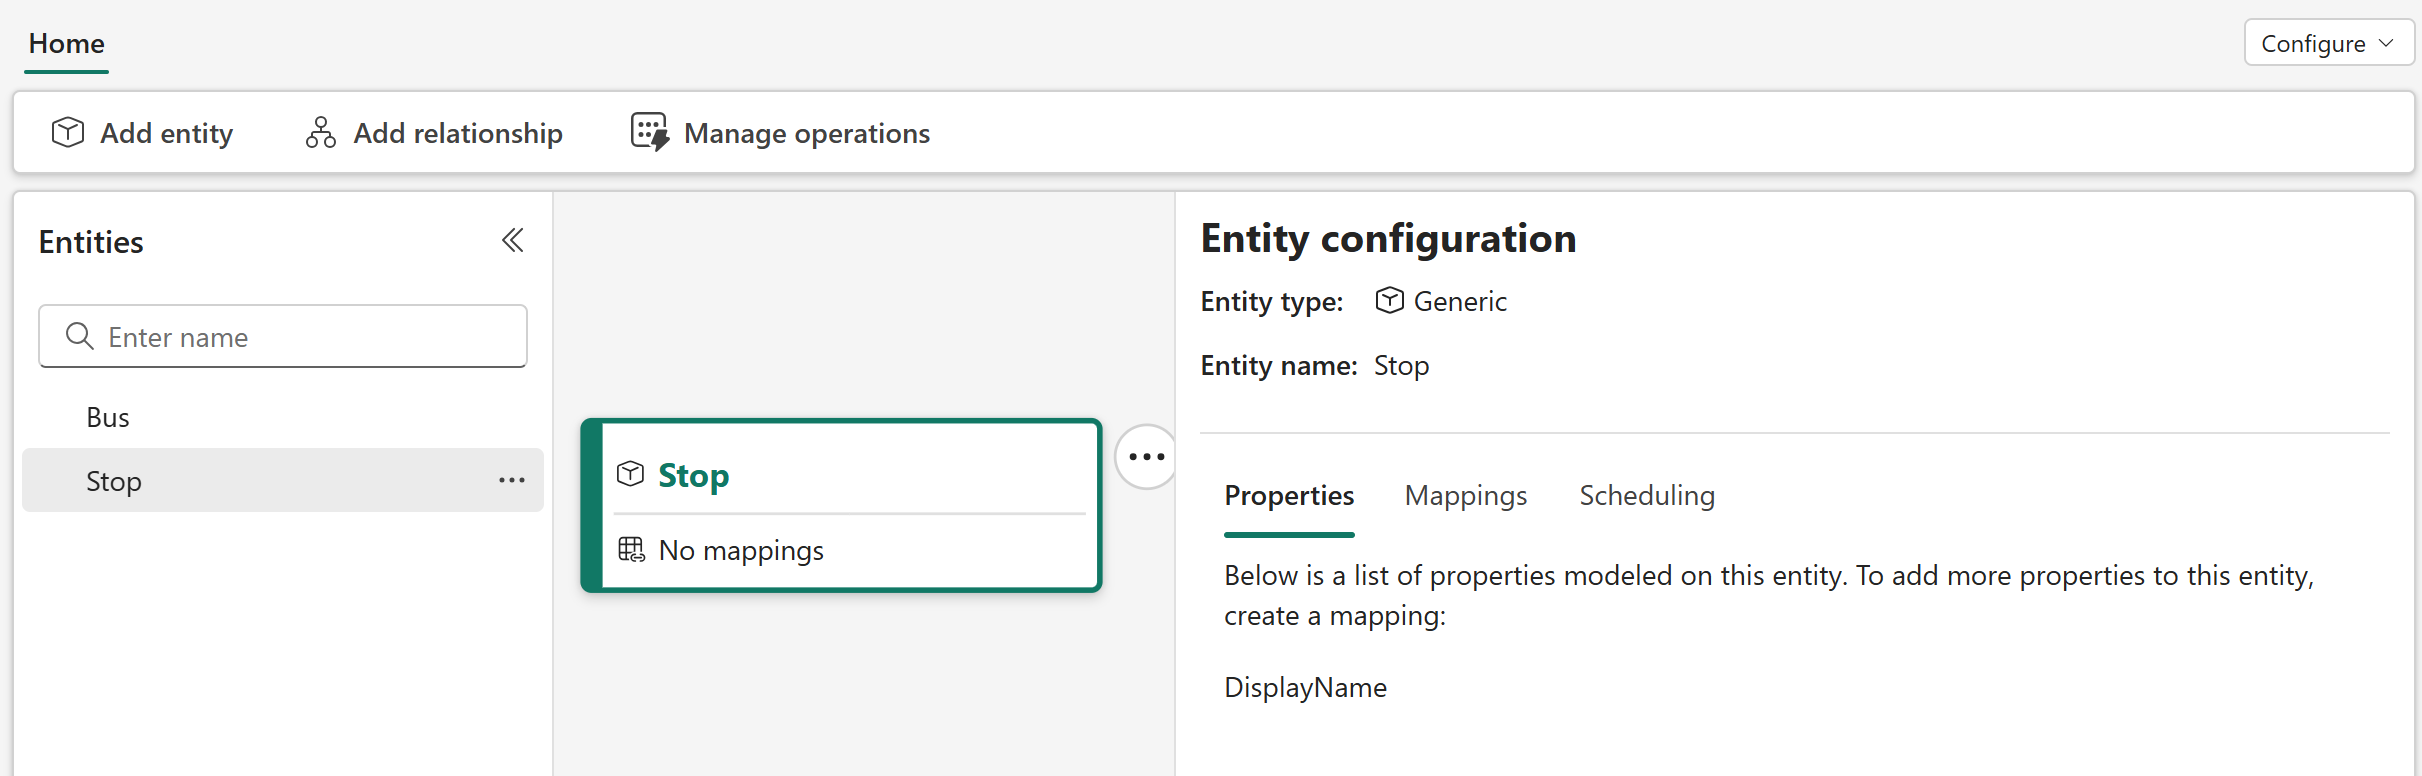 Home
Configure
Add entity
Add relationship
Manage operations
Entities
Enter name
Bus
Stop
Stop
No mappings
Entity configuration
Entity type: Generic
Entity name: Stop
Properties Mappings Scheduling
Below is a list of properties modeled on this entity. To add more properties to this entity,
create a mapping:
DisplayName